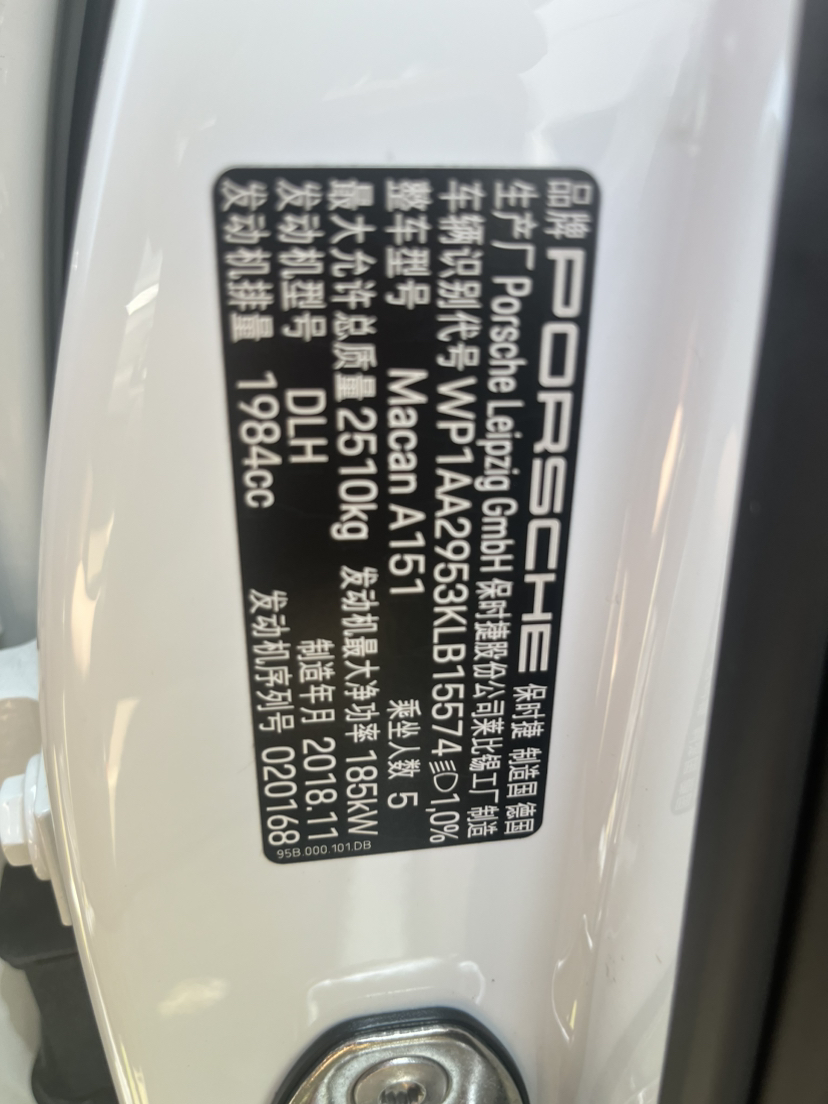 品牌 PORSCHE 保时捷 制造国 德国
生产厂 Porsche Leipzig GmbH 保时捷股份公司莱比锡工厂 制造
车辆识别代号 WP1AA2953KLB15574 1,0%
整车型号 Macan A151 乘坐人数 5
最大允许总质量 2510kg 发动机最大净功率 185kW
发动机型号 DLH 制造年月 2018.11
发动机排量 1984cc 发动机序列号 020168
95B.000.101.DB